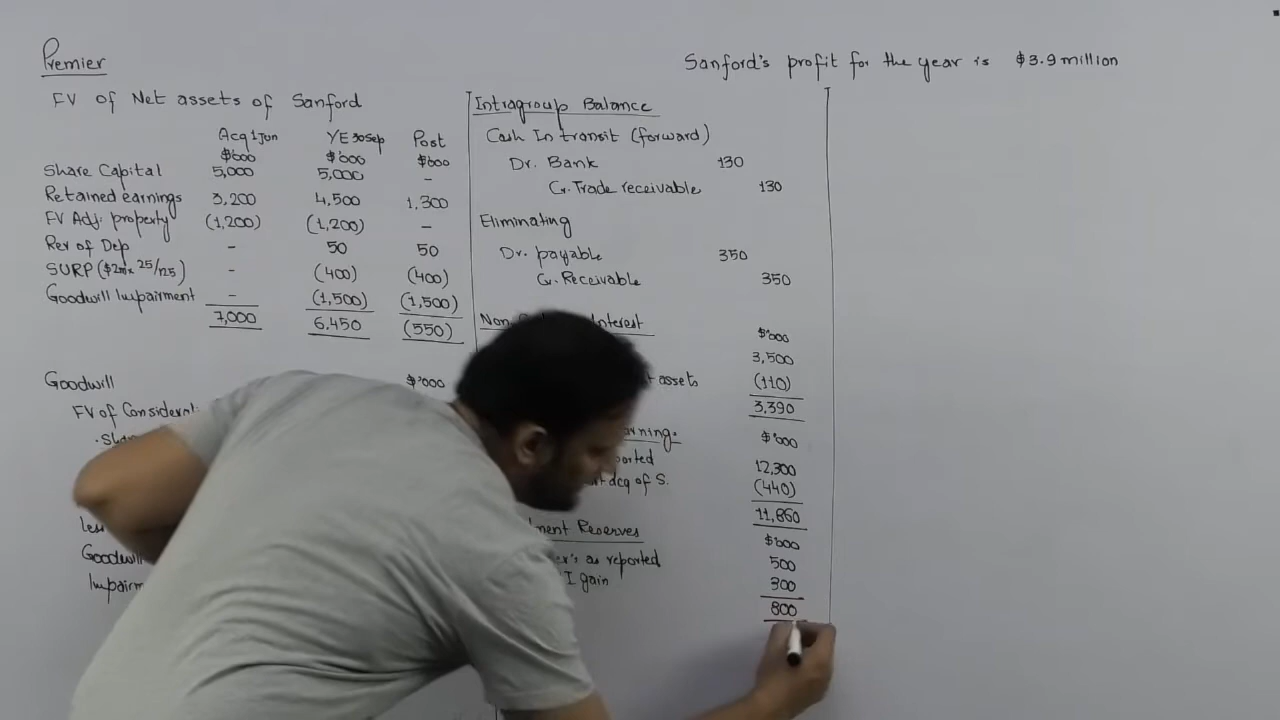 Premier
Sanford's profit for the year is $3.9 million
FV of Net assets of Sanford
Acq 1 Jun YE 30 Sep Post
$'000 $'000 $'000
Share Capital 5,000 5,000 -
Retained earnings 3,200 4,500 1,300
FV Adj. property (1,200) (1,200) -
Rev of Dep - 50 50
SURP ($2m x 25/125) - (400) (400)
Goodwill Impairment - (1,500) (1,500)
7,000 6,450 (550)
Goodwill $'000
FV of
Goodwill
Intragroup Balance
Cash In transit (forward)
Dr. Bank 130
Cr. Trade receivable 130
Eliminating
Dr. payable 350
Cr. Receivable 350
Non
$'000
3,500
assets (110)
3,390
$'000
12,300
acq of S. (440)
11,860
Reserves
$'000
as reported 500
gain 300
800